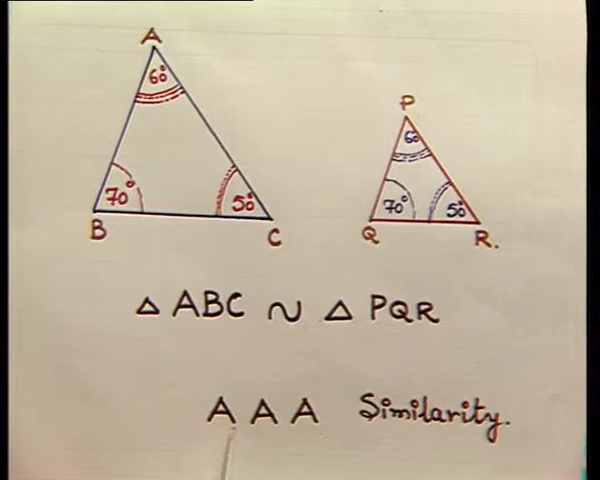 A
60°
70°
50°
B
C
P
60°
70°
50°
Q
R.
△ ABC ~ △ PQR
A A A Similarity.